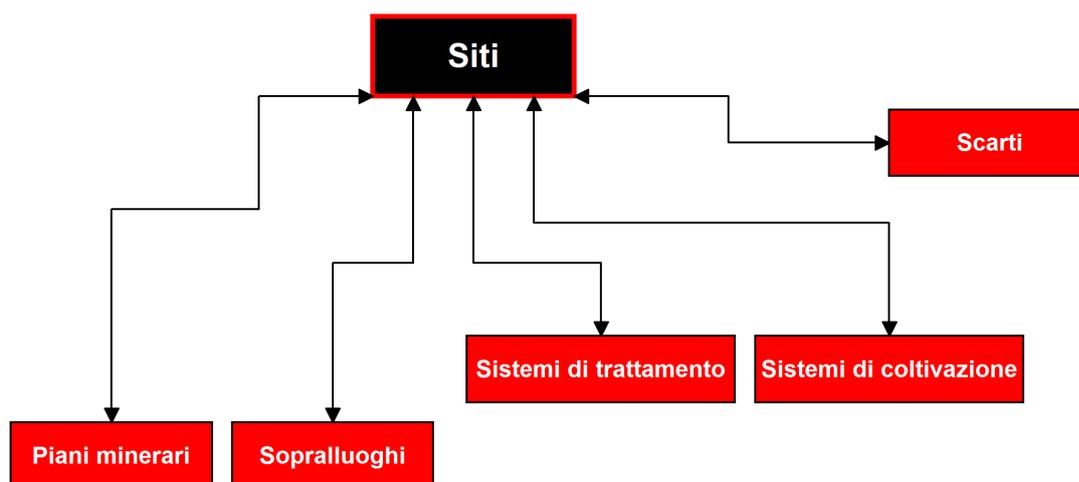 Siti
Scarti
Sistemi di trattamento
Sistemi di coltivazione
Piani minerari
Sopralluoghi